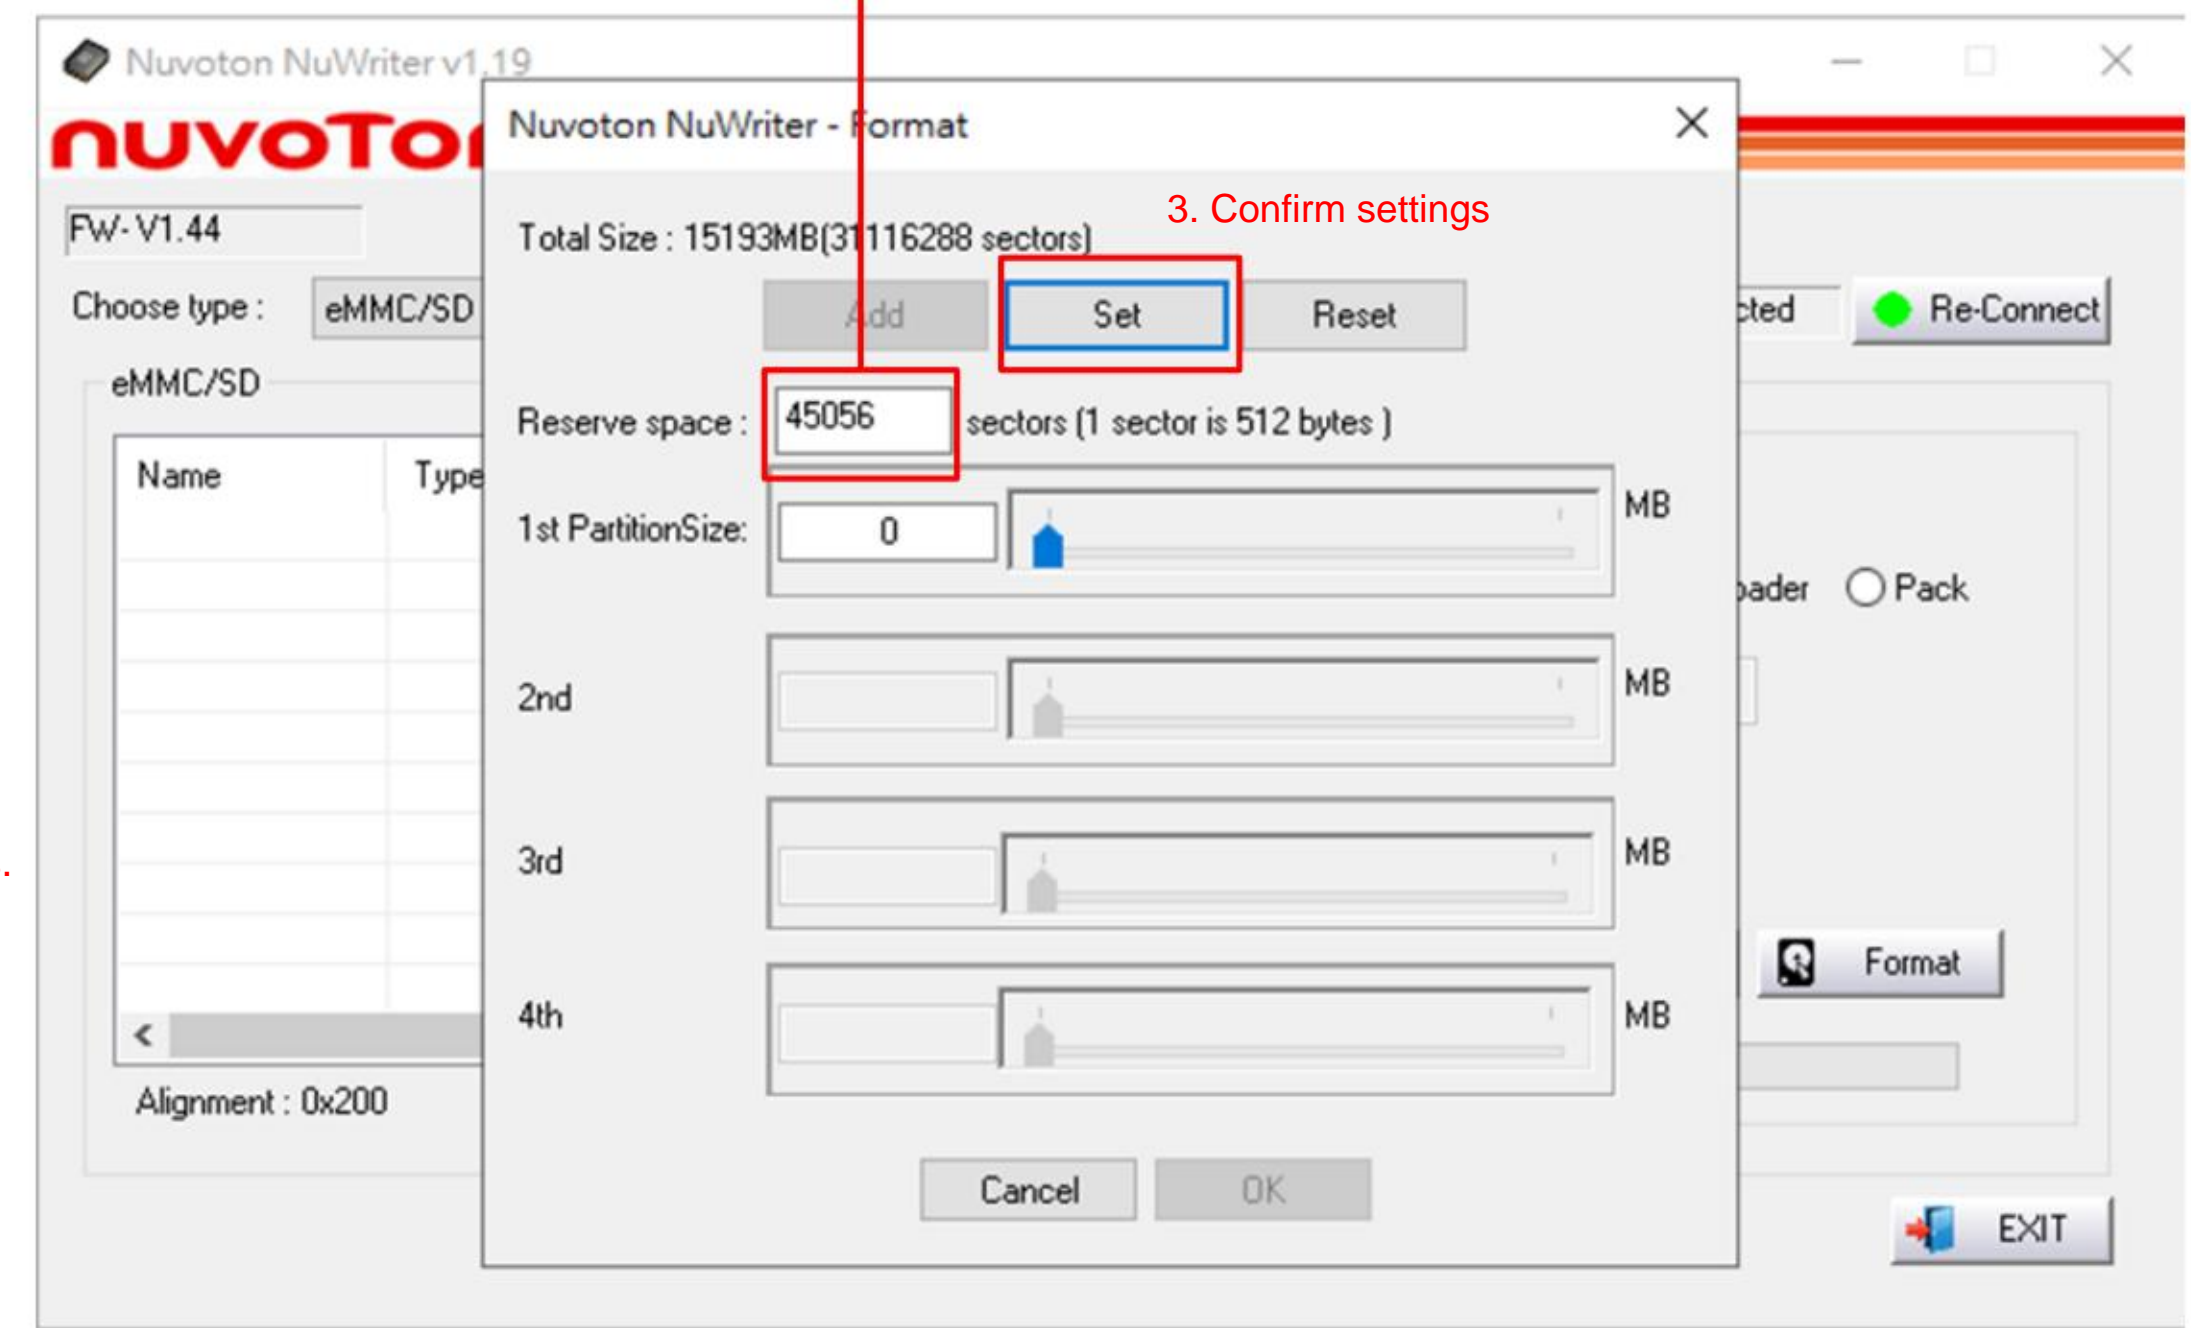 Nuvoton NuWriter v1.19
nuvoTon
Nuvoton NuWriter - Format
3. Confirm settings
FW- V1.44
Total Size : 15193MB(31116288 sectors)
Choose type :
eMMC/SD
Add
Set
Reset
Re-Connect
eMMC/SD
Reserve space :
45056
sectors (1 sector is 512 bytes )
Name
Type
1st PartitionSize:
0
MB
Pack
2nd
MB
3rd
MB
Format
4th
MB
Alignment : 0x200
Cancel
OK
EXIT